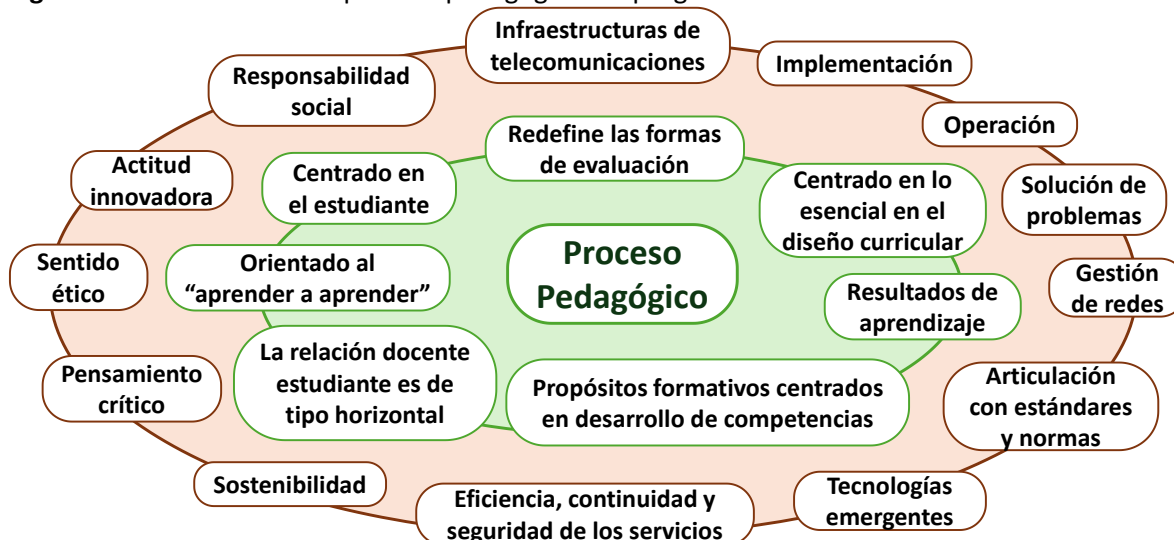 Infraestructuras de
telecomunicaciones
Implementación
Responsabilidad
social
Operación
Redefine las formas
de evaluación
Actitud
innovadora
Centrado en
el estudiante
Centrado en lo
esencial en el
diseño curricular
Solución de
problemas
Sentido
ético
Orientado al
“aprender a aprender”
Proceso
Pedagógico
Resultados de
aprendizaje
Gestión
de redes
Pensamiento
crítico
La relación docente
estudiante es de
tipo horizontal
Propósitos formativos centrados
en desarrollo de competencias
Articulación
con estándares
y normas
Sostenibilidad
Eficiencia, continuidad y
seguridad de los servicios
Tecnologías
emergentes